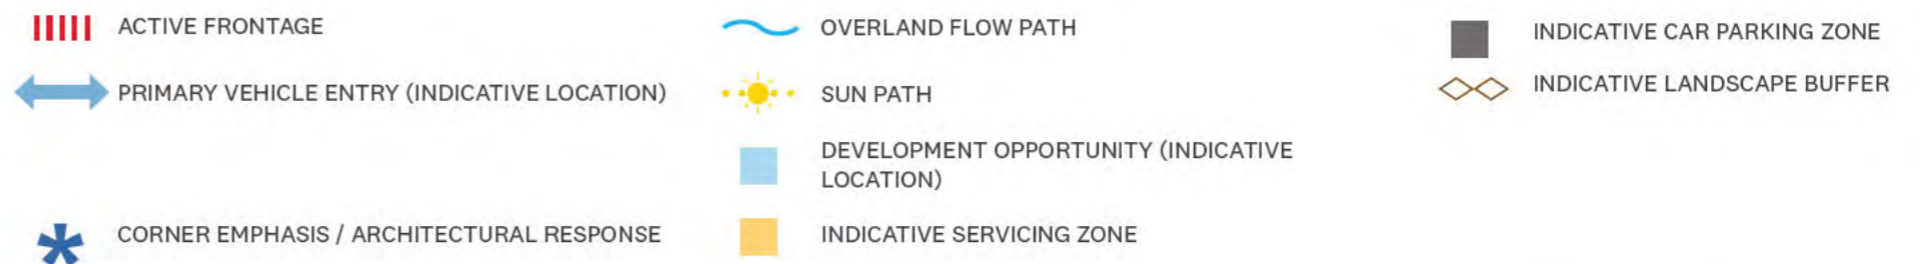 ACTIVE FRONTAGE
PRIMARY VEHICLE ENTRY (INDICATIVE LOCATION)
CORNER EMPHASIS / ARCHITECTURAL RESPONSE
OVERLAND FLOW PATH
SUN PATH
DEVELOPMENT OPPORTUNITY (INDICATIVE
LOCATION)
INDICATIVE SERVICING ZONE
INDICATIVE CAR PARKING ZONE
INDICATIVE LANDSCAPE BUFFER